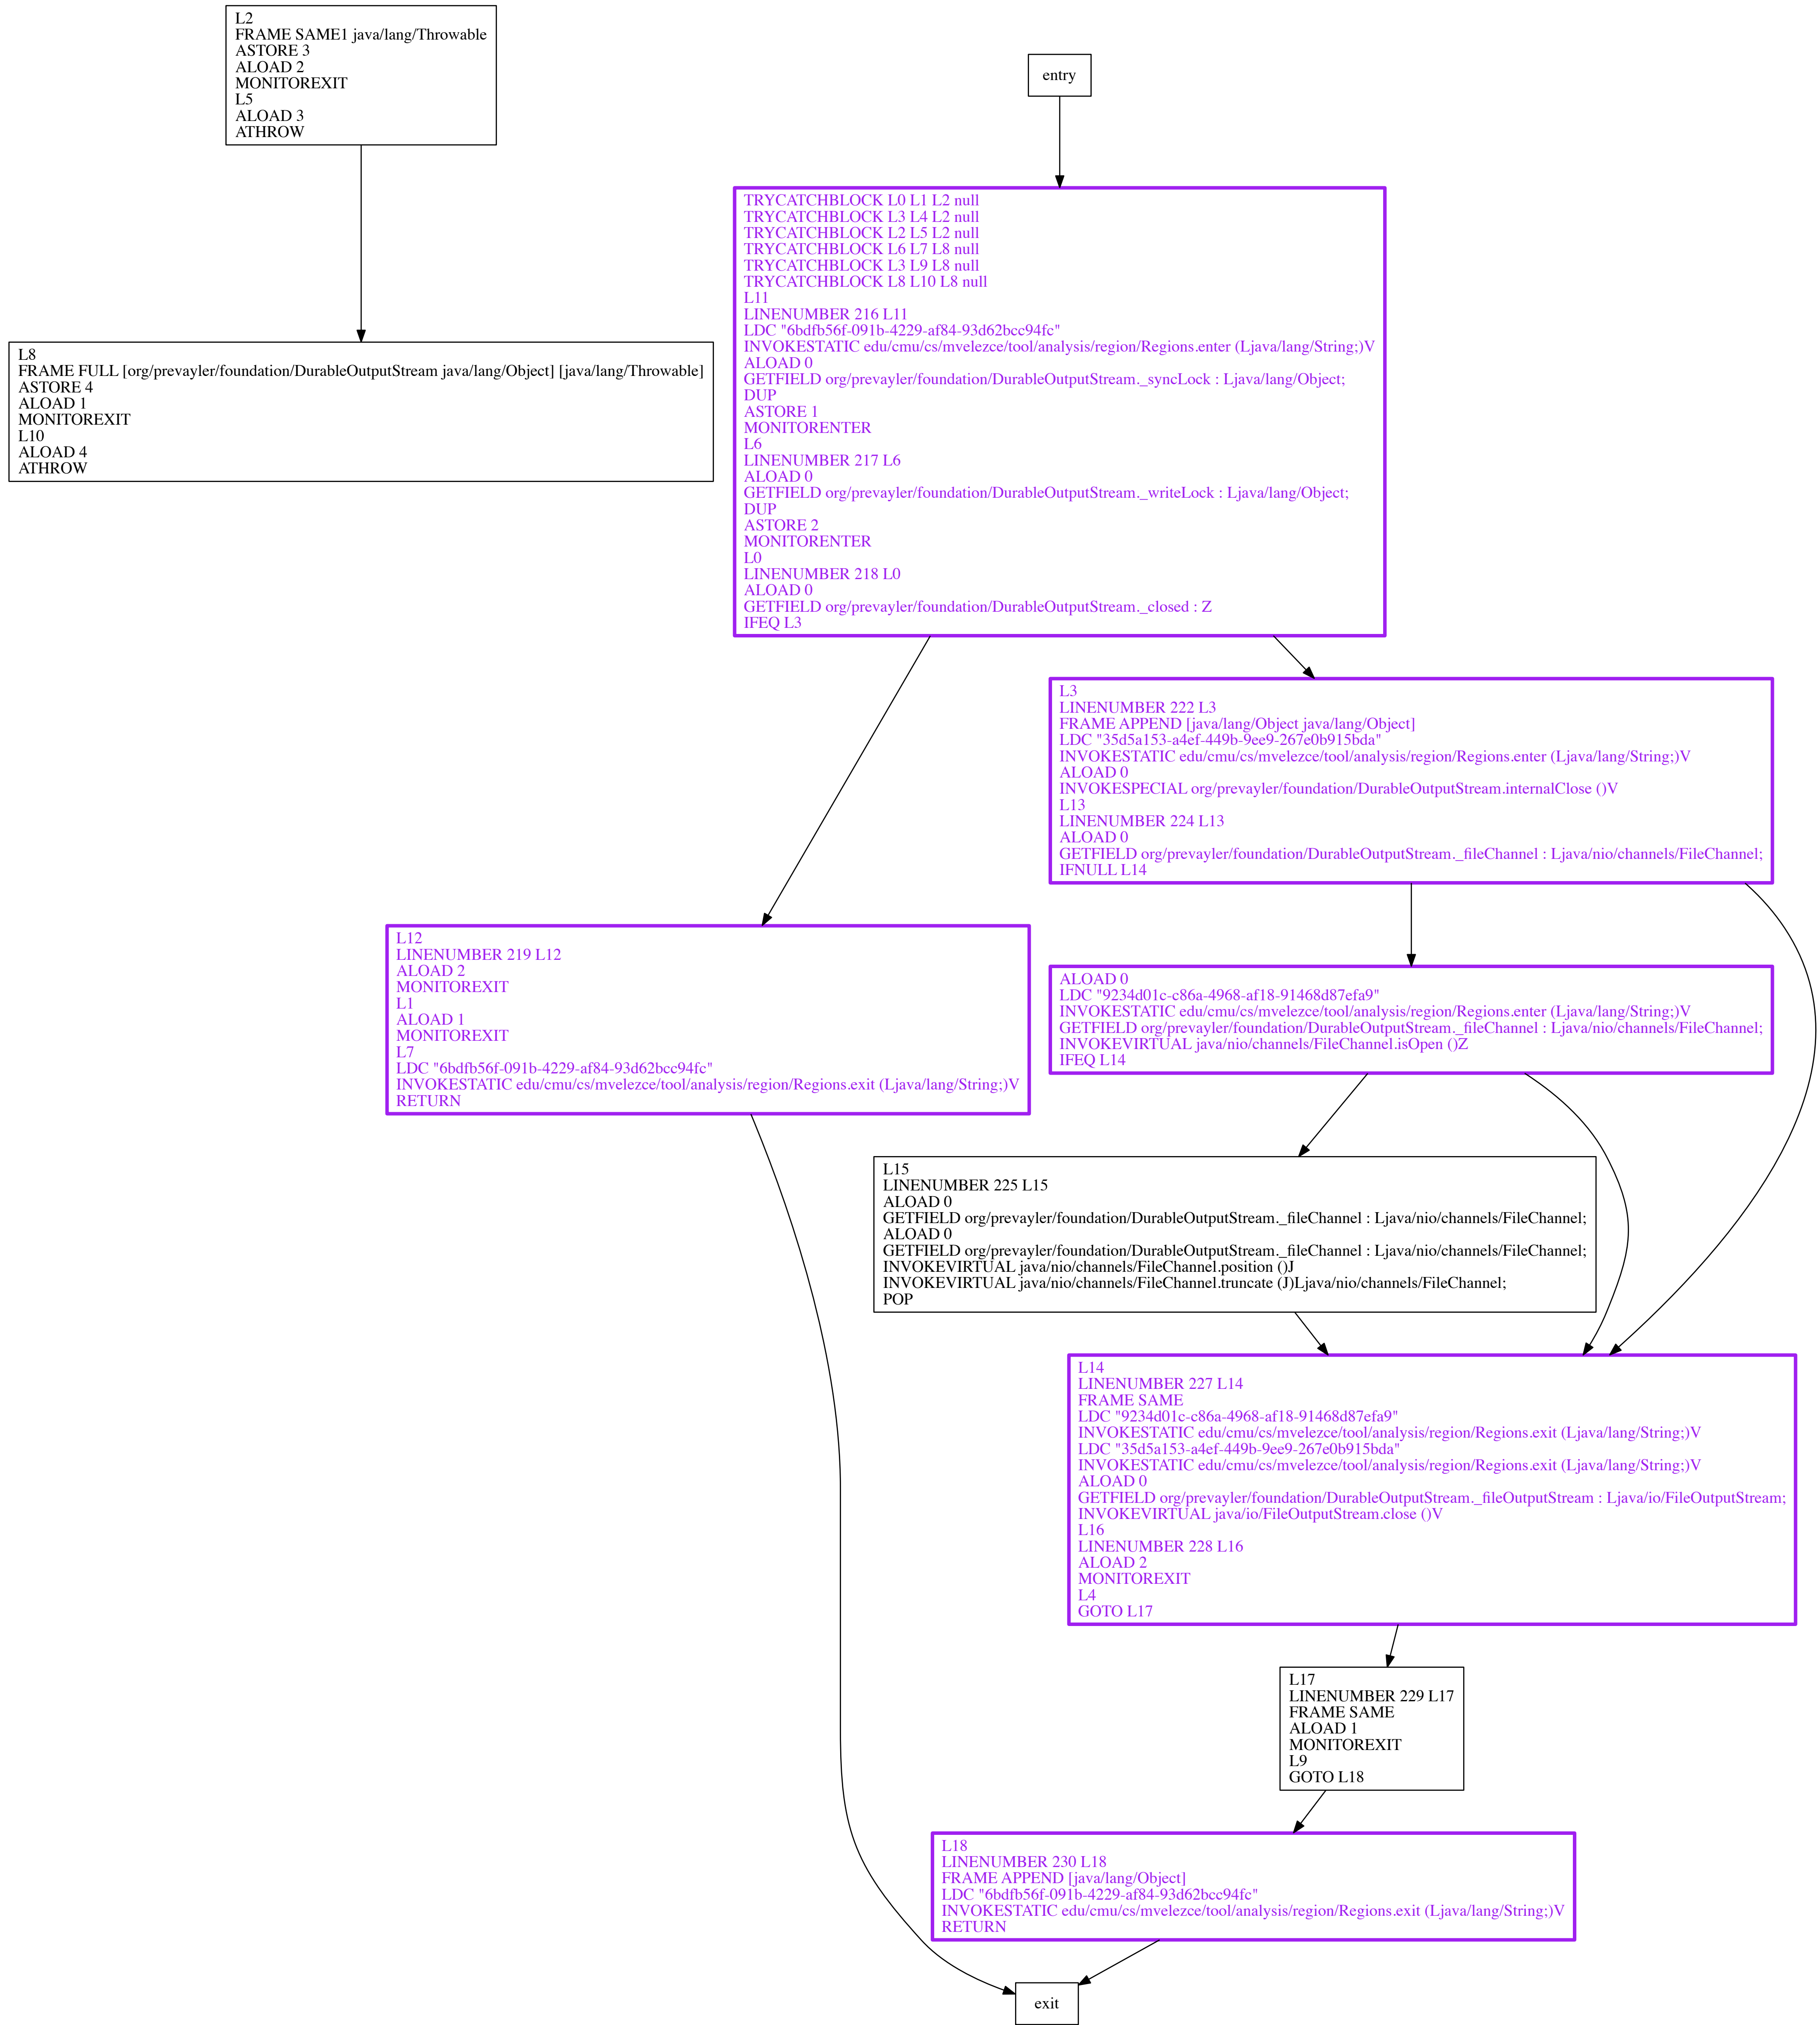 L2
FRAME SAME1 java/lang/Throwable
ASTORE 3
ALOAD 2
MONITOREXIT
L5
ALOAD 3
ATHROW
entry
TRYCATCHBLOCK L0 L1 L2 null
TRYCATCHBLOCK L3 L4 L2 null
TRYCATCHBLOCK L2 L5 L2 null
TRYCATCHBLOCK L6 L7 L8 null
TRYCATCHBLOCK L3 L9 L8 null
TRYCATCHBLOCK L8 L10 L8 null
L11
LINENUMBER 216 L11
LDC "6bdfb56f-091b-4229-af84-93d62bcc94fc"
INVOKESTATIC edu/cmu/cs/mvelezce/tool/analysis/region/Regions.enter (Ljava/lang/String;)V
ALOAD 0
GETFIELD org/prevayler/foundation/DurableOutputStream._syncLock : Ljava/lang/Object;
DUP
ASTORE 1
MONITORENTER
L6
LINENUMBER 217 L6
ALOAD 0
GETFIELD org/prevayler/foundation/DurableOutputStream._writeLock : Ljava/lang/Object;
DUP
ASTORE 2
MONITORENTER
L0
LINENUMBER 218 L0
ALOAD 0
GETFIELD org/prevayler/foundation/DurableOutputStream._closed : Z
IFEQ L3
L8
FRAME FULL [org/prevayler/foundation/DurableOutputStream java/lang/Object] [java/lang/Throwable]
ASTORE 4
ALOAD 1
MONITOREXIT
L10
ALOAD 4
ATHROW
L3
LINENUMBER 222 L3
FRAME APPEND [java/lang/Object java/lang/Object]
LDC "35d5a153-a4ef-449b-9ee9-267e0b915bda"
INVOKESTATIC edu/cmu/cs/mvelezce/tool/analysis/region/Regions.enter (Ljava/lang/String;)V
ALOAD 0
INVOKESPECIAL org/prevayler/foundation/DurableOutputStream.internalClose ()V
L13
LINENUMBER 224 L13
ALOAD 0
GETFIELD org/prevayler/foundation/DurableOutputStream._fileChannel : Ljava/nio/channels/FileChannel;
IFNULL L14
L12
LINENUMBER 219 L12
ALOAD 2
MONITOREXIT
L1
ALOAD 1
MONITOREXIT
L7
LDC "6bdfb56f-091b-4229-af84-93d62bcc94fc"
INVOKESTATIC edu/cmu/cs/mvelezce/tool/analysis/region/Regions.exit (Ljava/lang/String;)V
RETURN
ALOAD 0
LDC "9234d01c-c86a-4968-af18-91468d87efa9"
INVOKESTATIC edu/cmu/cs/mvelezce/tool/analysis/region/Regions.enter (Ljava/lang/String;)V
GETFIELD org/prevayler/foundation/DurableOutputStream._fileChannel : Ljava/nio/channels/FileChannel;
INVOKEVIRTUAL java/nio/channels/FileChannel.isOpen ()Z
IFEQ L14
L15
LINENUMBER 225 L15
ALOAD 0
GETFIELD org/prevayler/foundation/DurableOutputStream._fileChannel : Ljava/nio/channels/FileChannel;
ALOAD 0
GETFIELD org/prevayler/foundation/DurableOutputStream._fileChannel : Ljava/nio/channels/FileChannel;
INVOKEVIRTUAL java/nio/channels/FileChannel.position ()J
INVOKEVIRTUAL java/nio/channels/FileChannel.truncate (J)Ljava/nio/channels/FileChannel;
POP
L14
LINENUMBER 227 L14
FRAME SAME
LDC "9234d01c-c86a-4968-af18-91468d87efa9"
INVOKESTATIC edu/cmu/cs/mvelezce/tool/analysis/region/Regions.exit (Ljava/lang/String;)V
LDC "35d5a153-a4ef-449b-9ee9-267e0b915bda"
INVOKESTATIC edu/cmu/cs/mvelezce/tool/analysis/region/Regions.exit (Ljava/lang/String;)V
ALOAD 0
GETFIELD org/prevayler/foundation/DurableOutputStream._fileOutputStream : Ljava/io/FileOutputStream;
INVOKEVIRTUAL java/io/FileOutputStream.close ()V
L16
LINENUMBER 228 L16
ALOAD 2
MONITOREXIT
L4
GOTO L17
L17
LINENUMBER 229 L17
FRAME SAME
ALOAD 1
MONITOREXIT
L9
GOTO L18
L18
LINENUMBER 230 L18
FRAME APPEND [java/lang/Object]
LDC "6bdfb56f-091b-4229-af84-93d62bcc94fc"
INVOKESTATIC edu/cmu/cs/mvelezce/tool/analysis/region/Regions.exit (Ljava/lang/String;)V
RETURN
exit